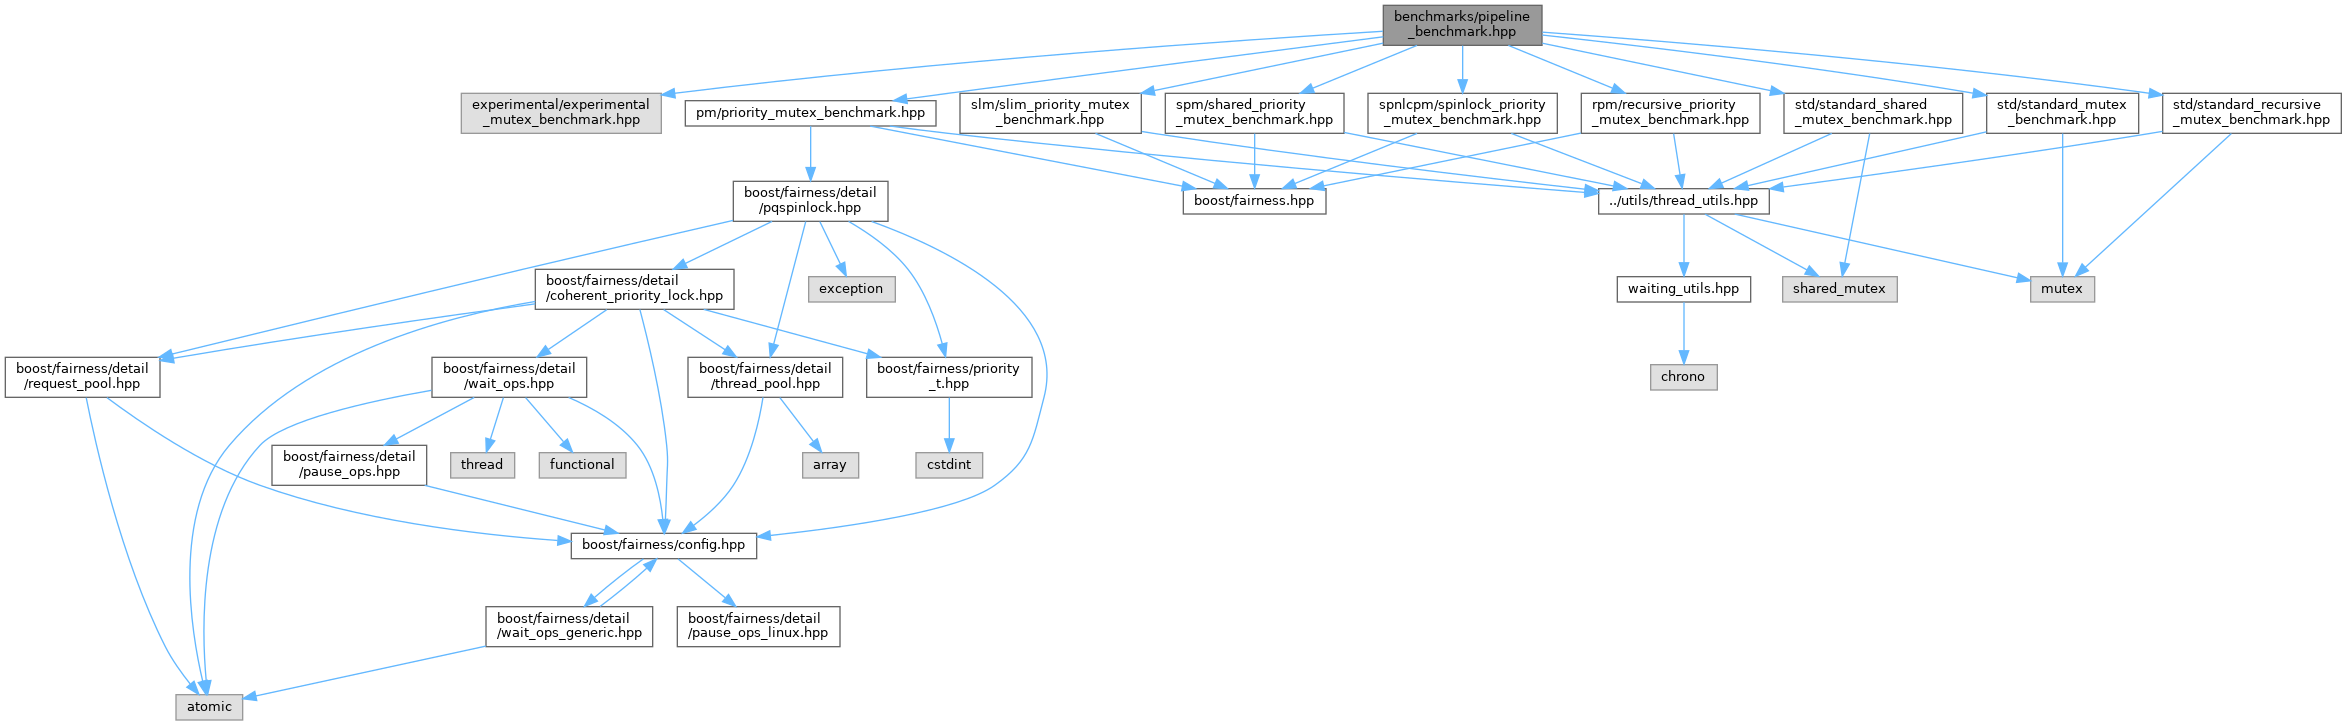 benchmarks/pipeline
_benchmark.hpp
experimental/experimental
_mutex_benchmark.hpp
pm/priority_mutex_benchmark.hpp
slm/slim_priority_mutex
_benchmark.hpp
spm/shared_priority
_mutex_benchmark.hpp
spnlcpm/spinlock_priority
_mutex_benchmark.hpp
rpm/recursive_priority
_mutex_benchmark.hpp
std/standard_shared
_mutex_benchmark.hpp
std/standard_mutex
_benchmark.hpp
std/standard_recursive
_mutex_benchmark.hpp
boost/fairness/detail
/pqspinlock.hpp
boost/fairness.hpp
../utils/thread_utils.hpp
boost/fairness/detail
/coherent_priority_lock.hpp
exception
waiting_utils.hpp
shared_mutex
mutex
boost/fairness/detail
/request_pool.hpp
boost/fairness/detail
/wait_ops.hpp
boost/fairness/detail
/thread_pool.hpp
boost/fairness/priority
_t.hpp
chrono
boost/fairness/detail
/pause_ops.hpp
thread
functional
array
cstdint
boost/fairness/config.hpp
boost/fairness/detail
/wait_ops_generic.hpp
boost/fairness/detail
/pause_ops_linux.hpp
atomic